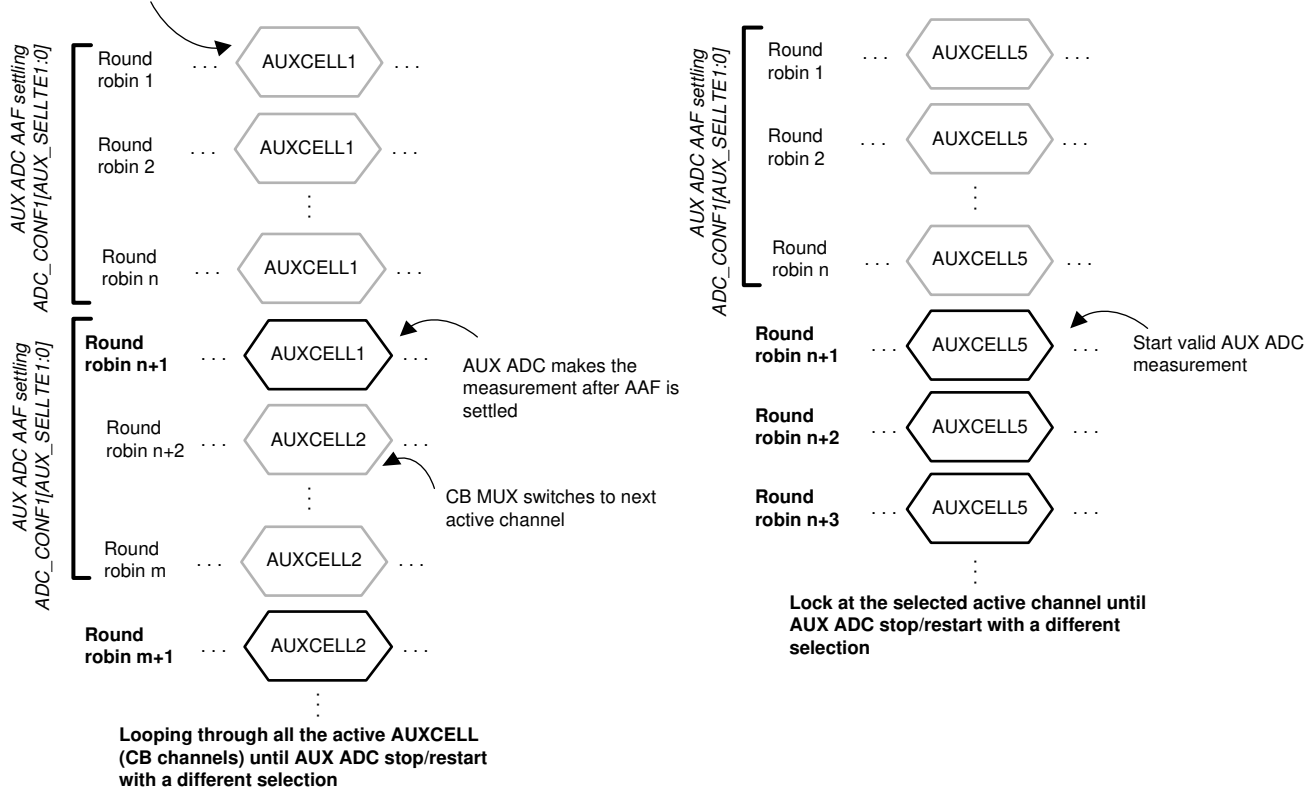 AUX ADC AAF settling
ADC_CONF1[AUX_SELLTE1:0]
Round
robin 1
. . .
AUXCELL1
. . .
Round
robin 2
. . .
AUXCELL1
. . .
Round
robin n
. . .
AUXCELL1
. . .
AUX ADC AAF settling
ADC_CONF1[AUX_SELLTE1:0]
Round
robin n+1
. . .
AUXCELL1
. . .
AUX ADC makes the
measurement after AAF is
settled
Round
robin n+2
. . .
AUXCELL2
. . .
CB MUX switches to next
active channel
Round
robin m
. . .
AUXCELL2
. . .
Round
robin m+1
. . .
AUXCELL2
. . .
Looping through all the active AUXCELL
(CB channels) until AUX ADC stop/restart
with a different selection
AUX ADC AAF settling
ADC_CONF1[AUX_SELLTE1:0]
Round
robin 1
. . .
AUXCELL5
. . .
Round
robin 2
. . .
AUXCELL5
. . .
Round
robin n
. . .
AUXCELL5
. . .
Round
robin n+1
. . .
AUXCELL5
. . .
Start valid AUX ADC
measurement
Round
robin n+2
. . .
AUXCELL5
. . .
Round
robin n+3
. . .
AUXCELL5
. . .
Lock at the selected active channel until
AUX ADC stop/restart with a different
selection